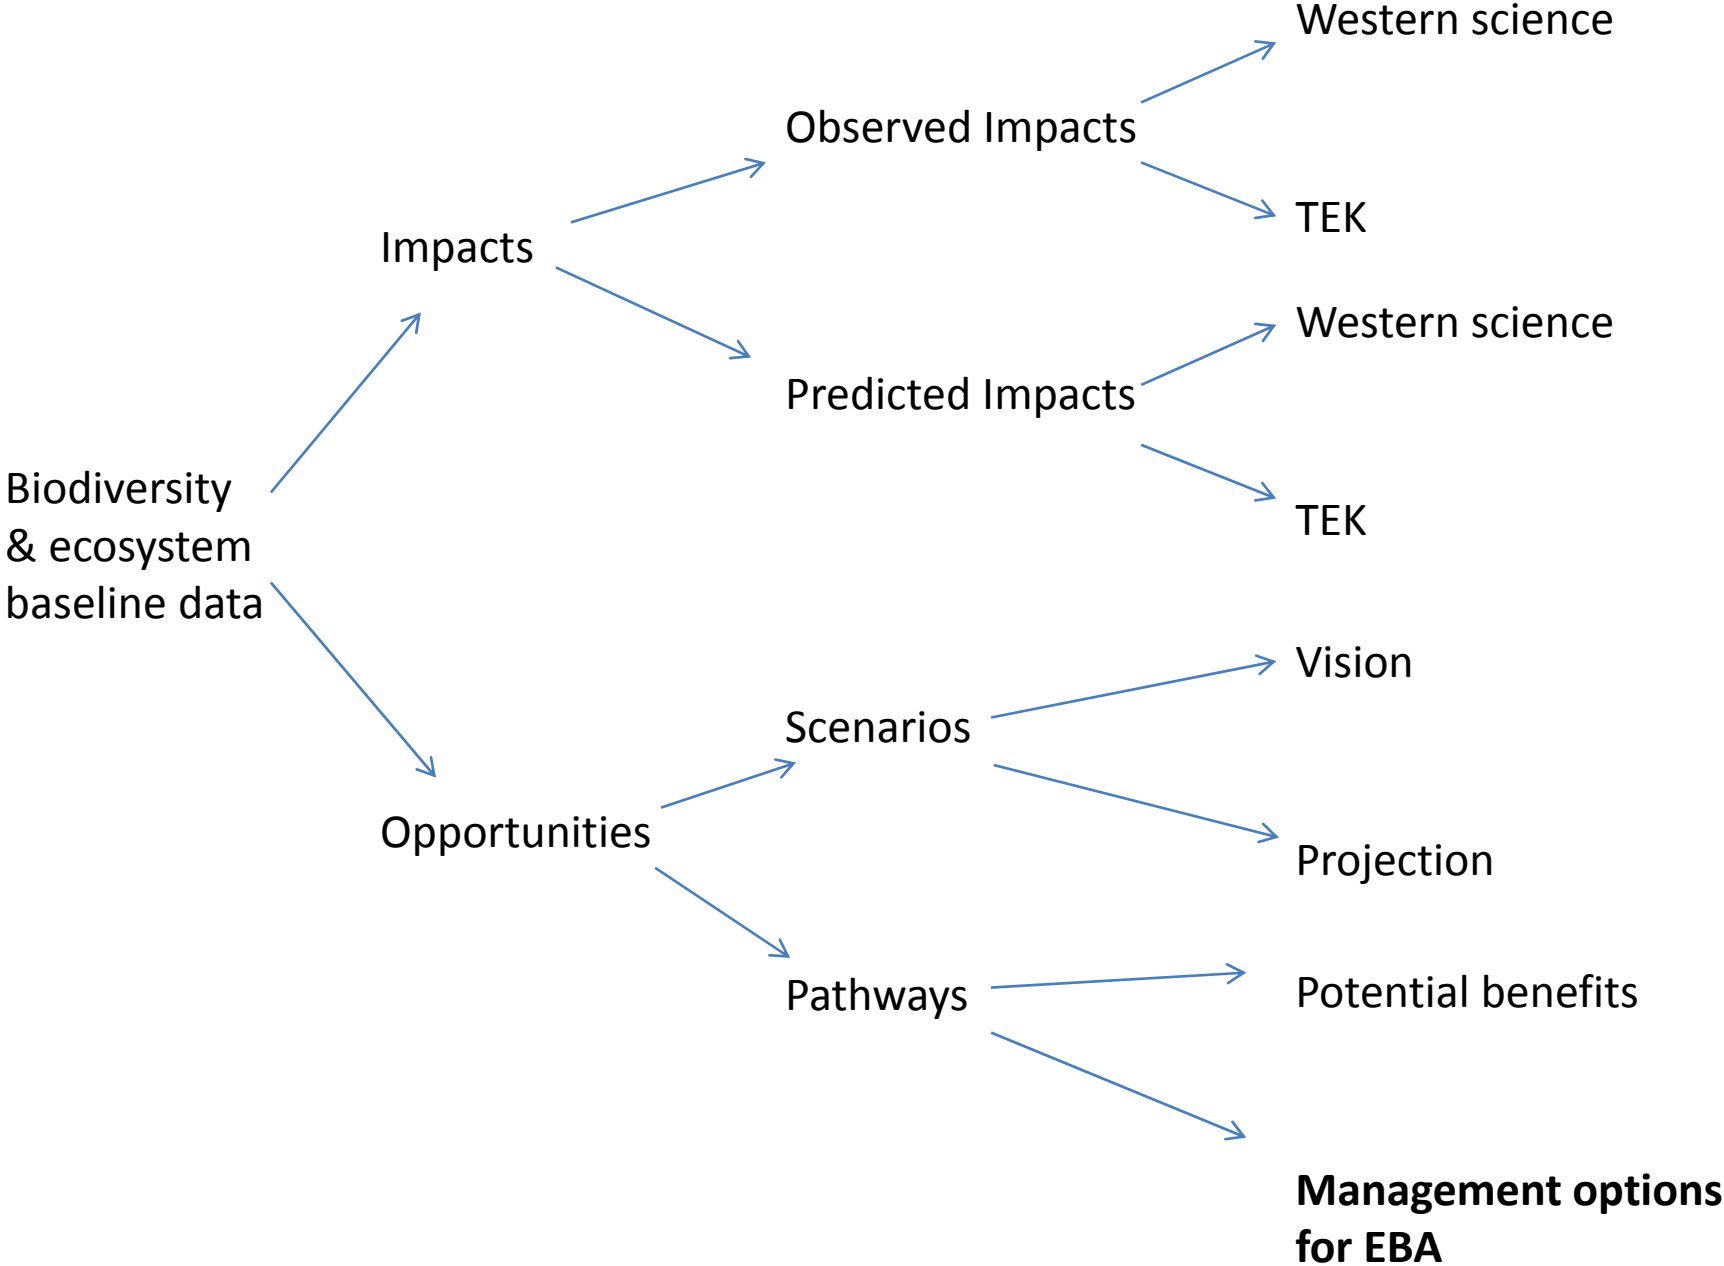 Western science
Observed Impacts
TEK
Impacts
Western science
Predicted Impacts
TEK
Biodiversity
& ecosystem
baseline data
Vision
Scenarios
Projection
Opportunities
Potential benefits
Pathways
Management options
for EBA